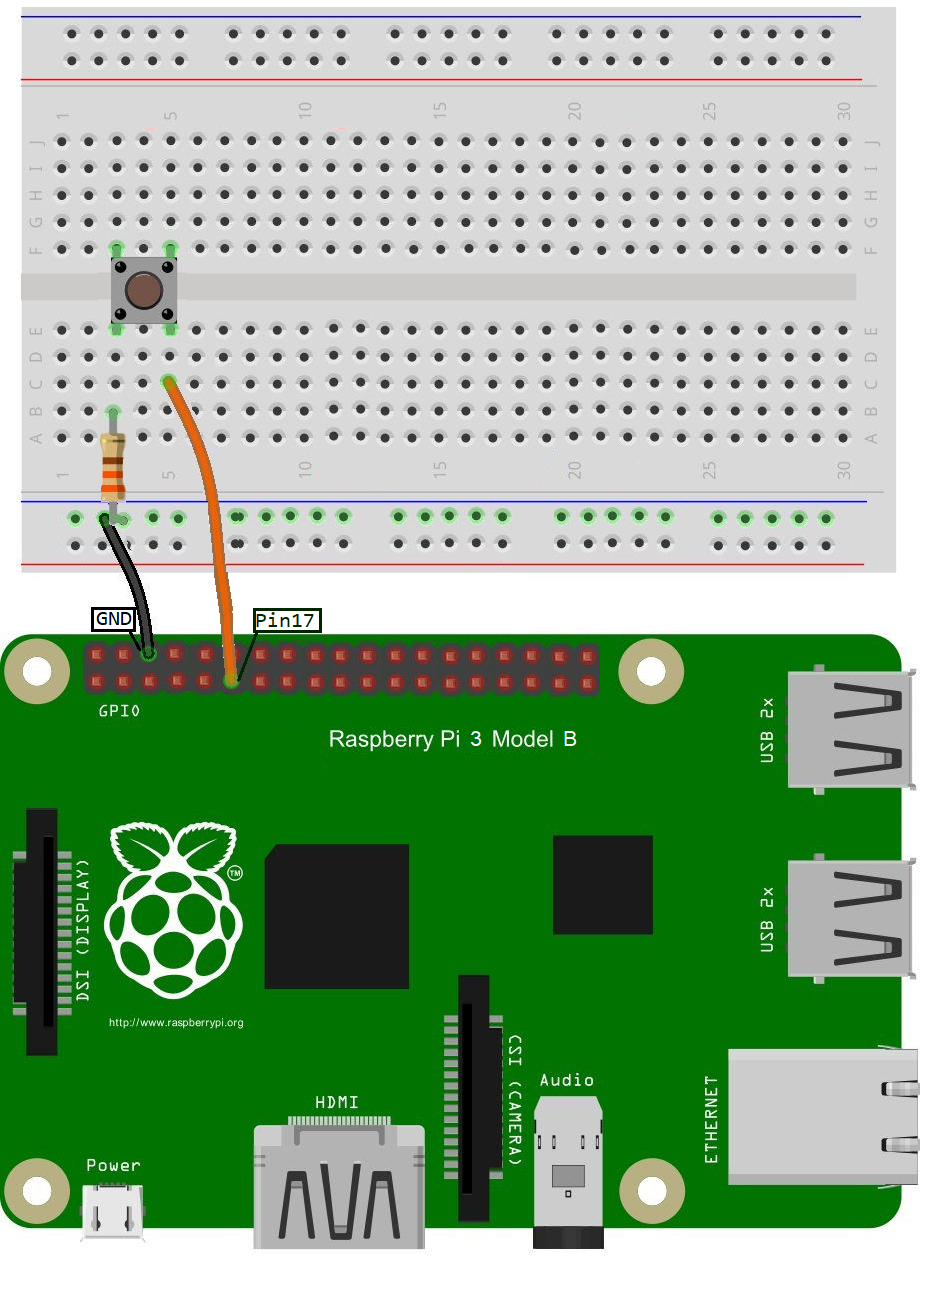 1 5 10 15 20 25 30
J J
I I
H H
G G
F F
E E
D D
C C
B B
A A
1 5 10 15 20 25 30
GND
Pin17
GPIO
Raspberry Pi 3 Model B
USB 2x
DSI (DISPLAY)
TM
USB 2x
http://www.raspberrypi.org
CSI (CAMERA)
Audio
ETHERNET
HDMI
Power